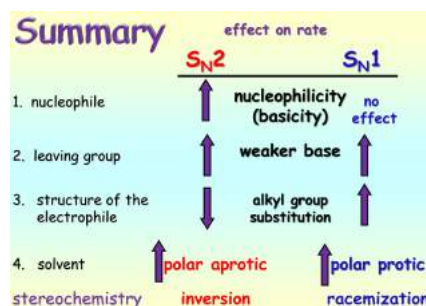 Summary
effect on rate
SN2 SN1
1. nucleophile nucleophilicity (basicity) no effect
2. leaving group weaker base
3. structure of the electrophile alkyl group substitution
4. solvent polar aprotic polar protic
stereochemistry inversion racemization